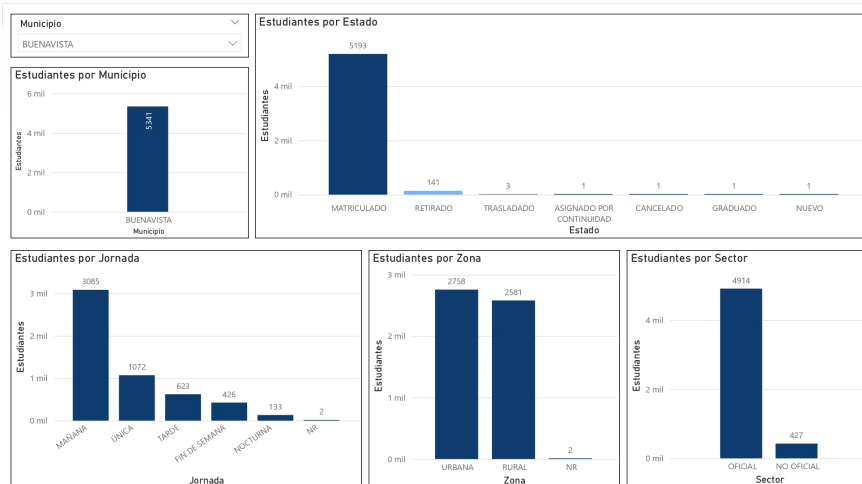 Municipio
BUENAVISTA
Estudiantes por Municipio
6 mil
4 mil
2 mil
0 mil
Estudiantes
5341
BUENAVISTA
Municipio
Estudiantes por Estado
4 mil
2 mil
0 mil
Estudiantes
5193
141
3
1
1
1
1
MATRICULADO
RETIRADO
TRASLADADO
ASIGNADO POR
CONTINUIDAD
CANCELADO
GRADUADO
NUEVO
Estado
Estudiantes por Jornada
3 mil
2 mil
1 mil
0 mil
Estudiantes
3085
1072
623
426
133
2
MAÑANA
ÚNICA
TARDE
FIN DE SEMANA
NOCTURNA
NR
Jornada
Estudiantes por Zona
3 mil
2 mil
1 mil
0 mil
Estudiantes
2758
2581
2
URBANA
RURAL
NR
Zona
Estudiantes por Sector
4 mil
2 mil
0 mil
Estudiantes
4914
427
OFICIAL
NO OFICIAL
Sector